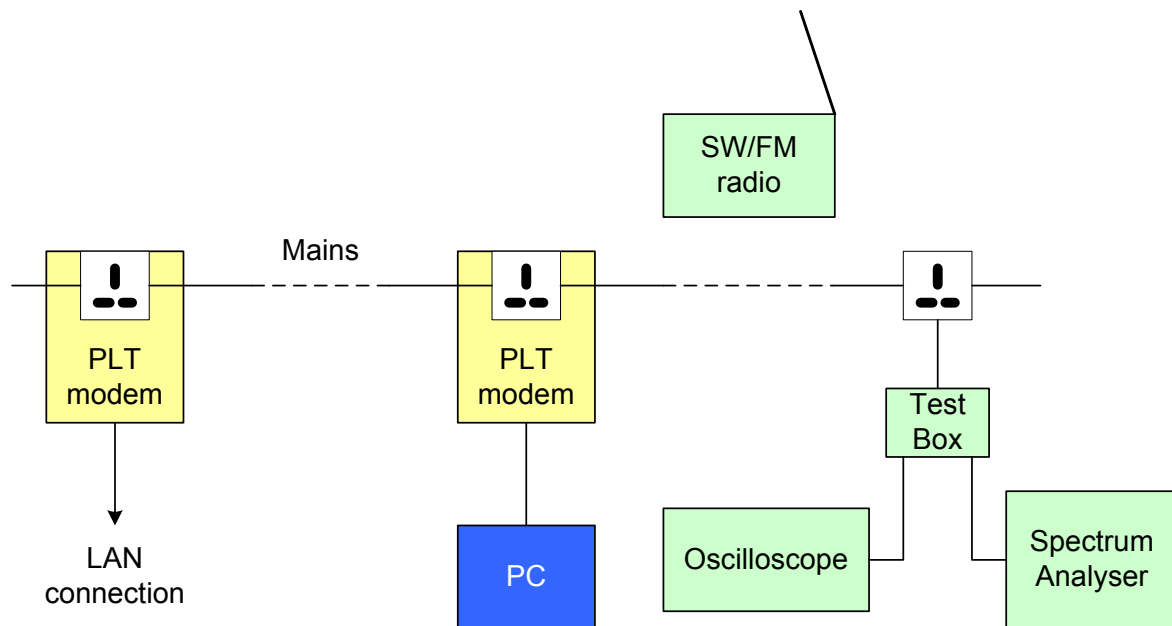 SW/FM
radio
Mains
PLT
modem
PLT
modem
Test
Box
LAN
connection
PC
Oscilloscope
Spectrum
Analyser